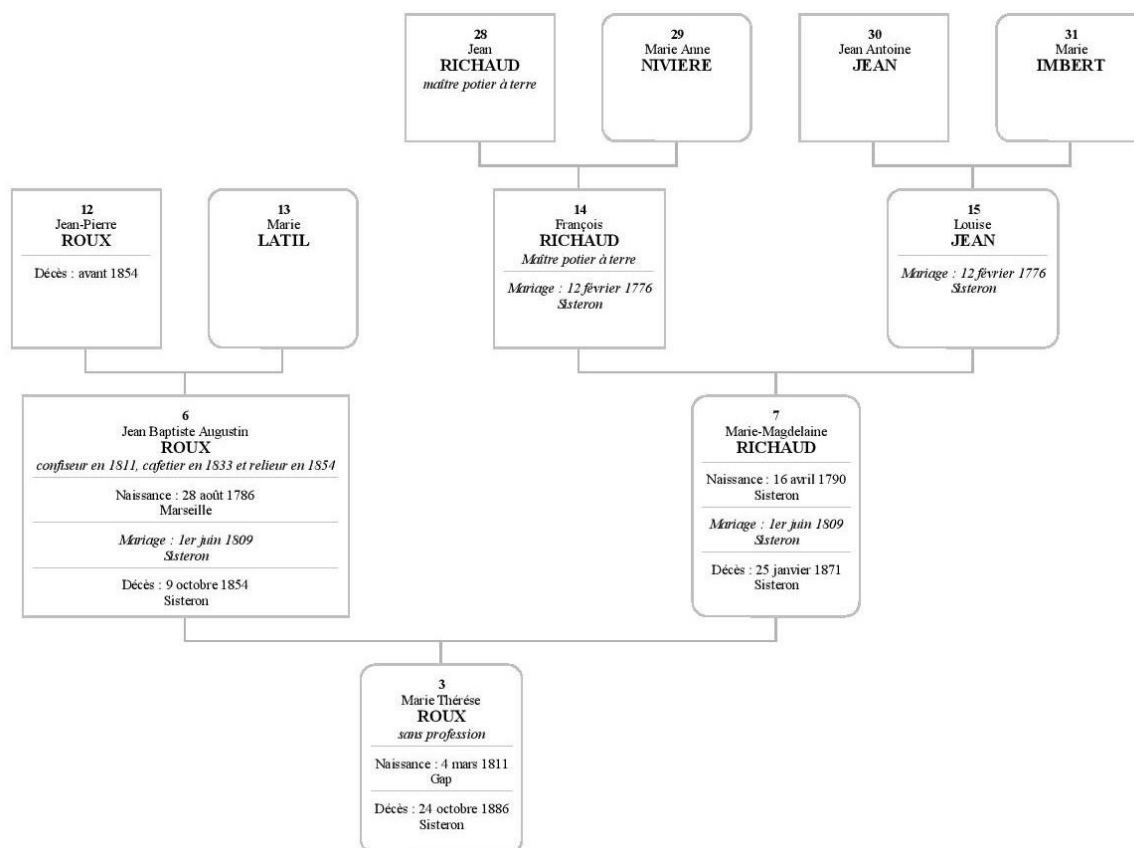 28
Jean
RICHAUD
maître potier à terre
29
Marie Anne
NIVIERE
30
Jean Antoine
JEAN
31
Marie
IMBERT
12
Jean-Pierre
ROUX
Décès : avant 1854
13
Marie
LATIL
14
François
RICHAUD
Maître potier à terre
Mariage : 12 février 1776
Sisteron
15
Louise
JEAN
Mariage : 12 février 1776
Sisteron
6
Jean Baptiste Augustin
ROUX
confiseur en 1811, cafetier en 1833 et relieur en 1854
Naissance : 28 août 1786
Marseille
Mariage : 1er juin 1809
Sisteron
Décès : 9 octobre 1854
Sisteron
7
Marie-Magdelaine
RICHAUD
Naissance : 16 avril 1790
Sisteron
Mariage : 1er juin 1809
Sisteron
Décès : 25 janvier 1871
Sisteron
3
Marie Thérése
ROUX
sans profession
Naissance : 4 mars 1811
Gap
Décès : 24 octobre 1886
Sisteron